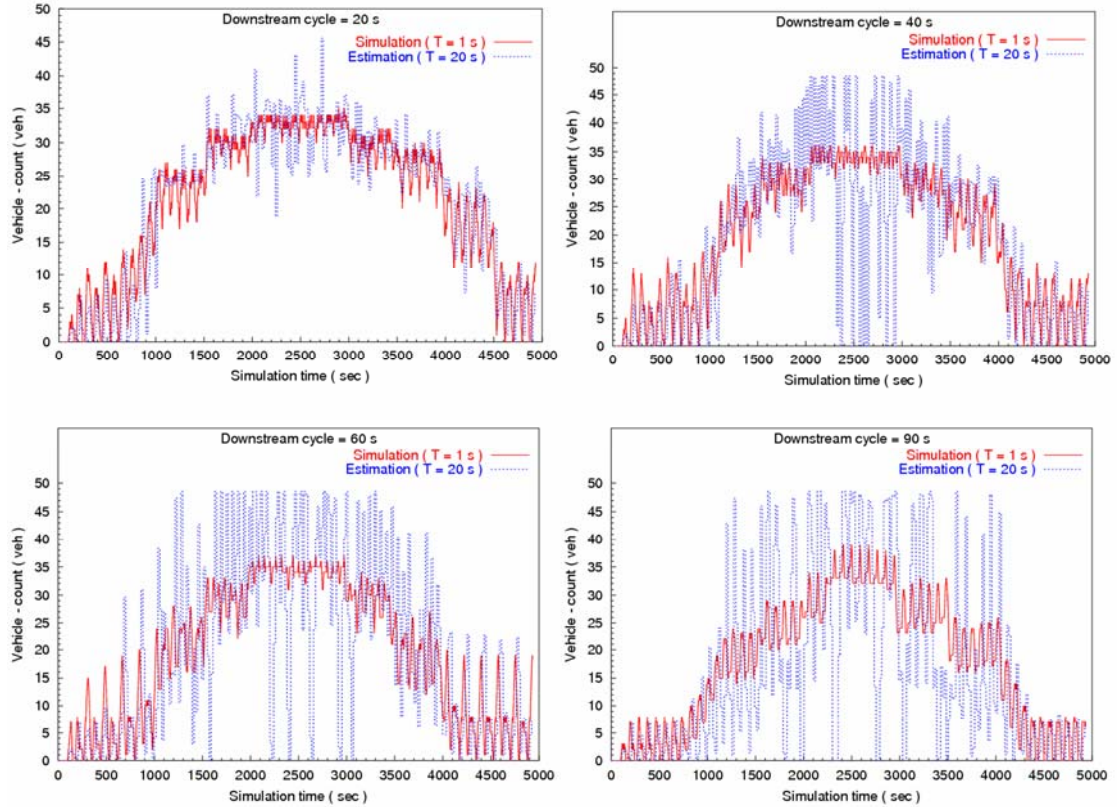 Downstream cycle = 20 s
Simulation ( T = 1 s )
Estimation ( T = 20 s )
Vehicle - count ( veh )
50
45
40
35
30
25
20
15
10
5
0
0 500 1000 1500 2000 2500 3000 3500 4000 4500 5000
Simulation time ( sec )
Downstream cycle = 40 s
Simulation ( T = 1 s )
Estimation ( T = 20 s )
Vehicle - count ( veh )
50
45
40
35
30
25
20
15
10
5
0
0 500 1000 1500 2000 2500 3000 3500 4000 4500 5000
Simulation time ( sec )
Downstream cycle = 60 s
Simulation ( T = 1 s )
Estimation ( T = 20 s )
Vehicle - count ( veh )
50
45
40
35
30
25
20
15
10
5
0
0 500 1000 1500 2000 2500 3000 3500 4000 4500 5000
Simulation time ( sec )
Downstream cycle = 90 s
Simulation ( T = 1 s )
Estimation ( T = 20 s )
Vehicle - count ( veh )
50
45
40
35
30
25
20
15
10
5
0
0 500 1000 1500 2000 2500 3000 3500 4000 4500 5000
Simulation time ( sec )